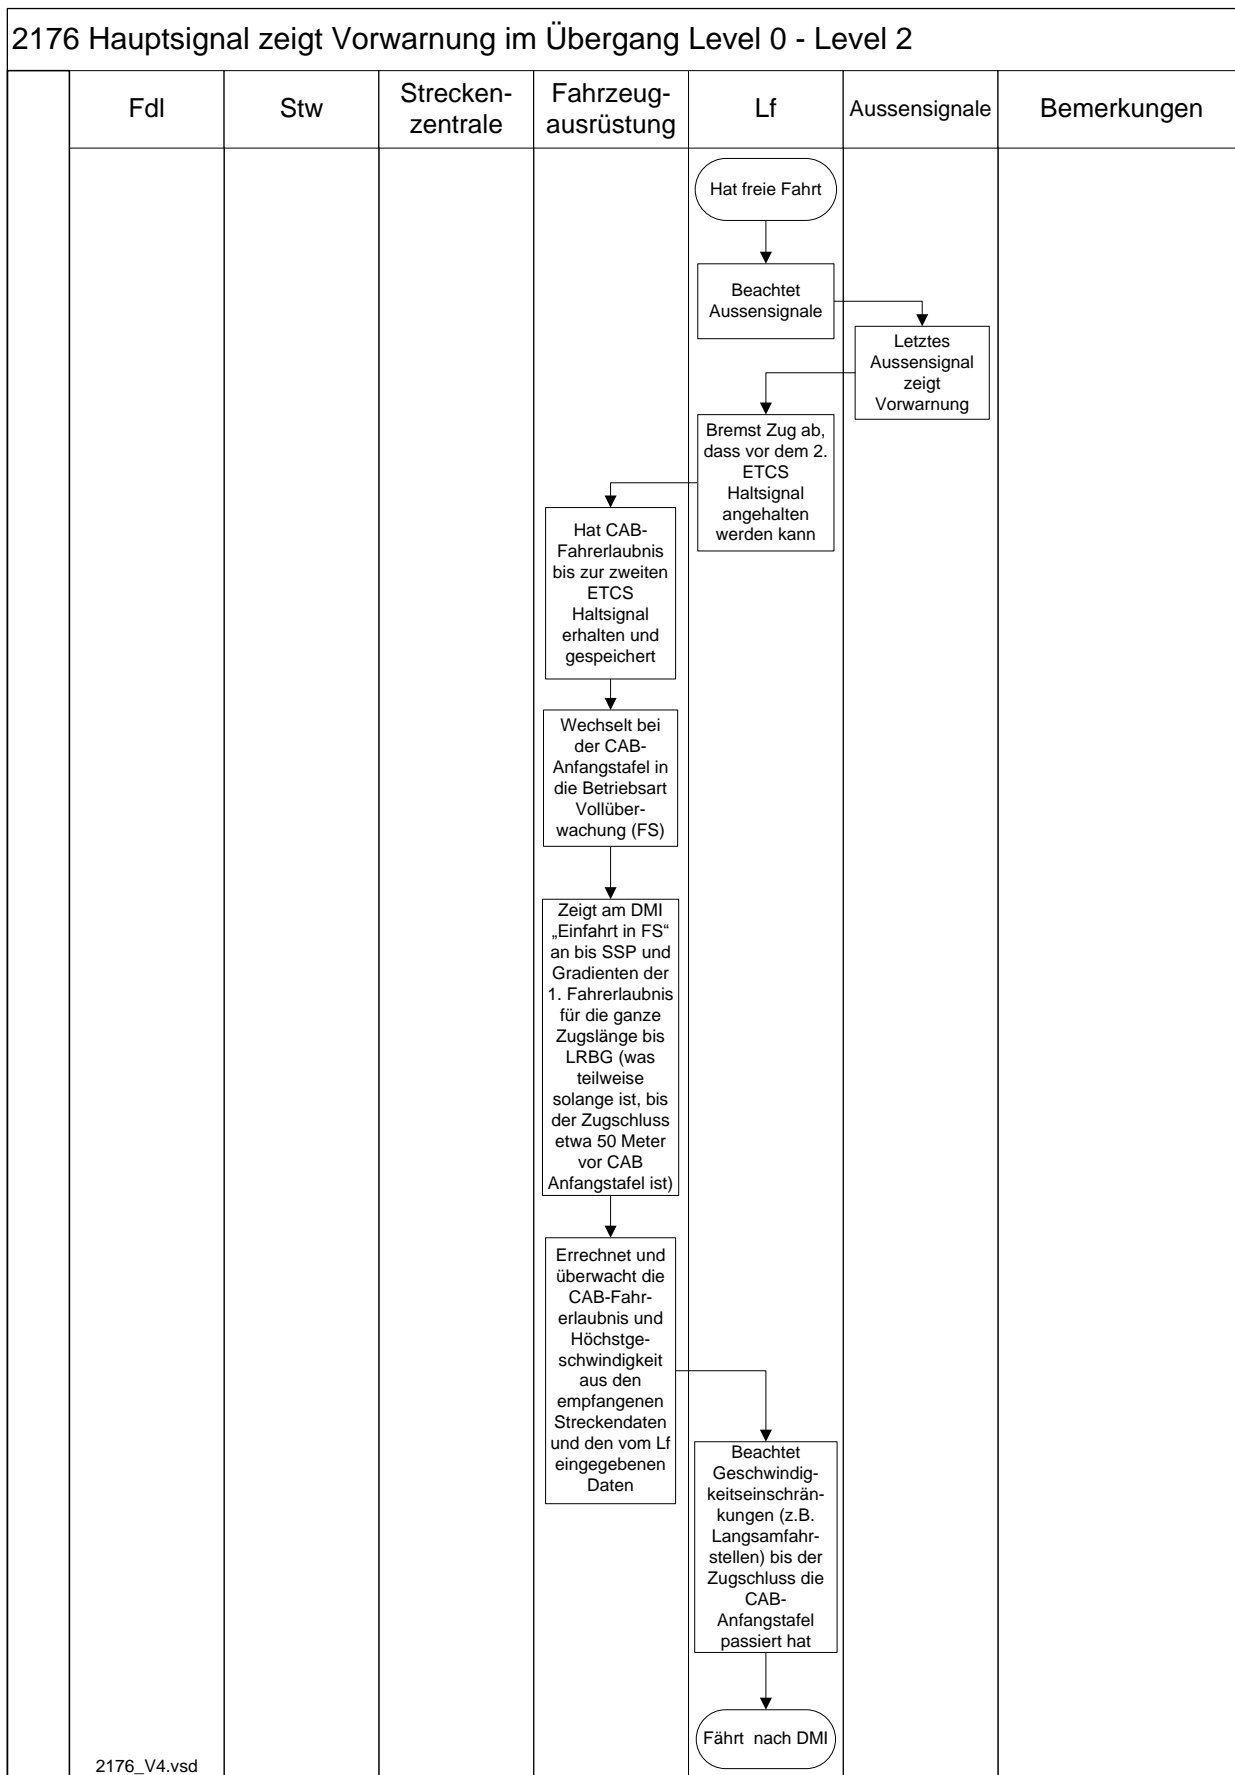 2176 Hauptsignal zeigt Vorwarnung im Übergang Level 0 - Level 2
Fdl
Stw
Strecken-
zentrale
Fahrzeug-
ausrüstung
Lf
Aussensignale
Bemerkungen
Hat freie Fahrt
Beachtet
Aussensignale
Letztes
Aussensignal
zeigt
Vorwarnung
Bremst Zug ab,
dass vor dem 2.
ETCS
Haltsignal
angehalten
werden kann
Hat CAB-
Fahrerlaubnis
bis zur zweiten
ETCS
Haltsignal
erhalten und
gespeichert
Wechselt bei
der CAB-
Anfangstafel in
die Betriebsart
Vollüber-
wachung (FS)
Zeigt am DMI
„Einfahrt in FS“
an bis SSP und
Gradienten der
1. Fahrerlaubnis
für die ganze
Zugslänge bis
LRBG (was
teilweise
solange ist, bis
der Zugschluss
etwa 50 Meter
vor CAB
Anfangstafel ist)
Errechnet und
überwacht die
CAB-Fahr-
erlaubnis und
Höchstge-
schwindigkeit
aus den
empfangenen
Streckendaten
und den vom Lf
eingegebenen
Daten
Beachtet
Geschwindig-
keitseinschrän-
kungen (z.B.
Langsamfahr-
stellen) bis der
Zugschluss die
CAB-
Anfangstafel
passiert hat
Fährt nach DMI
2176_V4.vsd